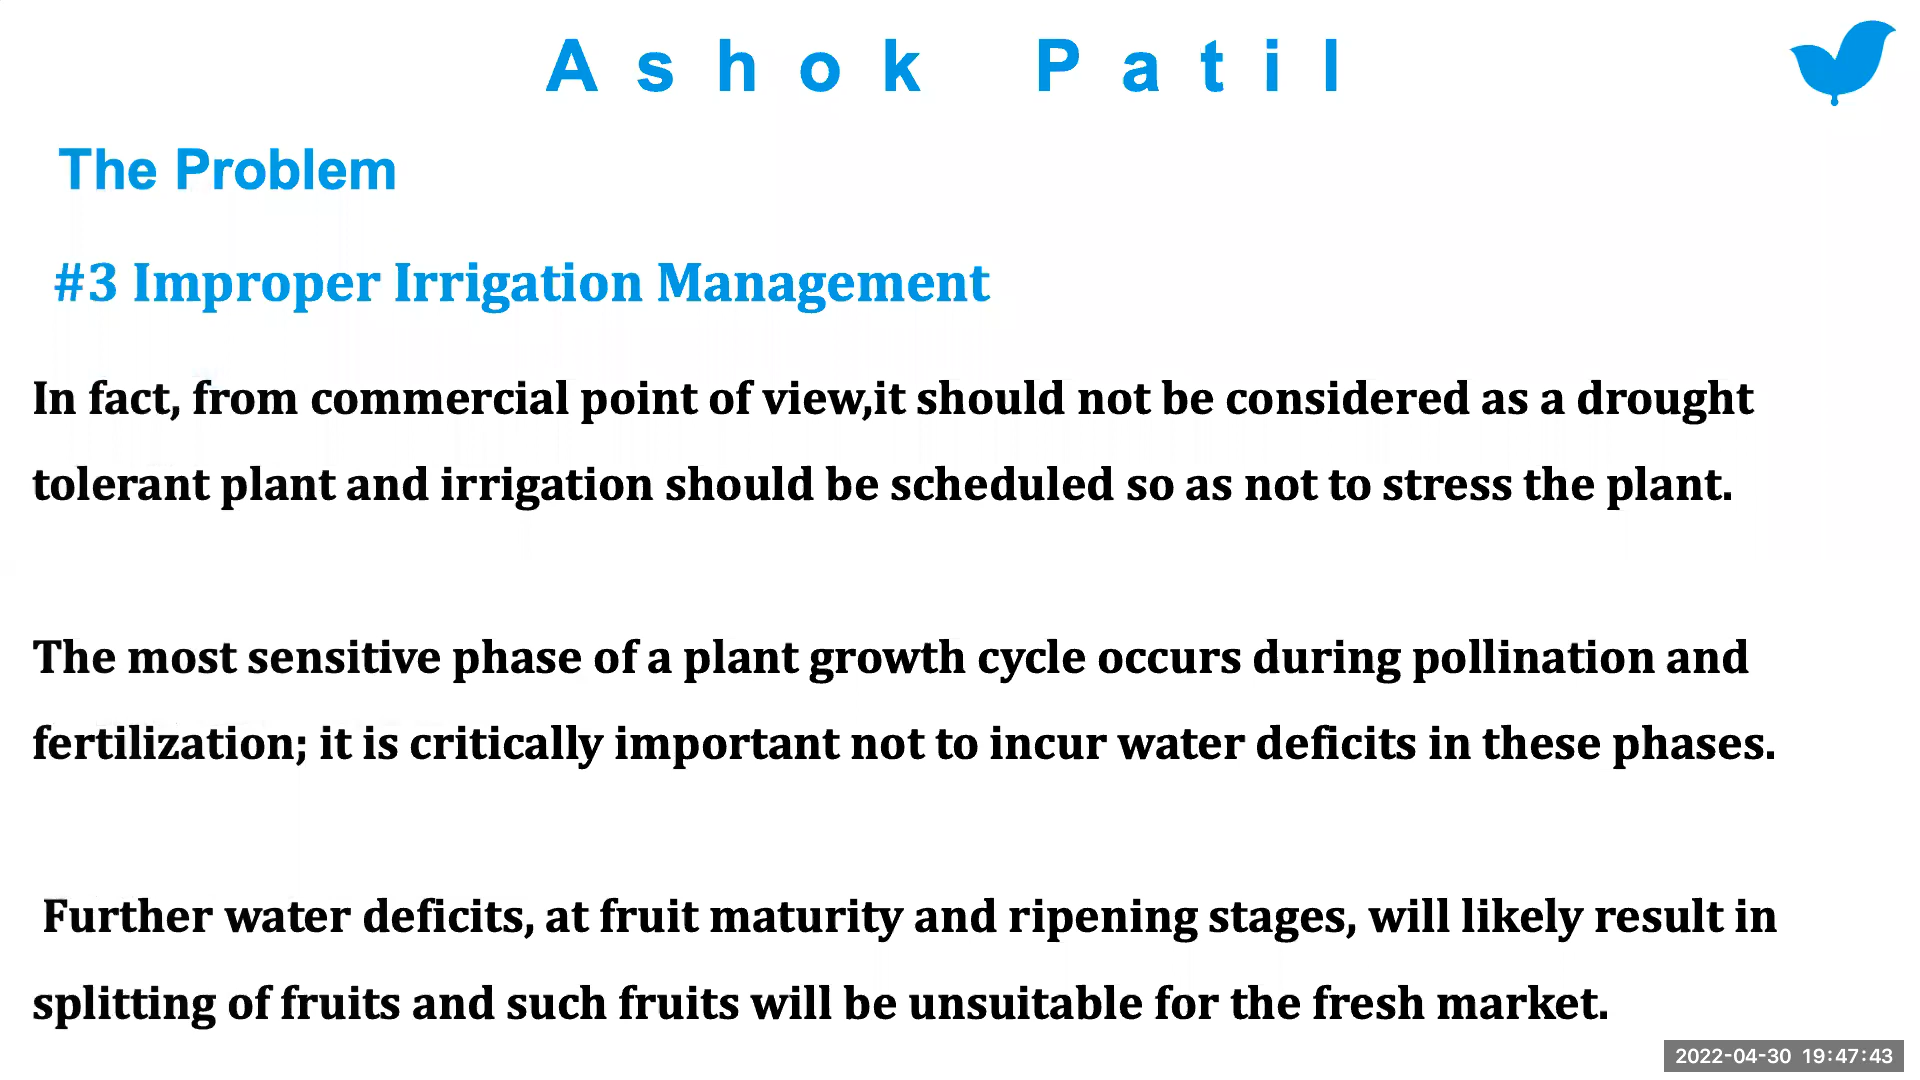 Ashok Patil
The Problem
#3 Improper Irrigation Management
In fact, from commercial point of view,it should not be considered as a drought
tolerant plant and irrigation should be scheduled so as not to stress the plant.
The most sensitive phase of a plant growth cycle occurs during pollination and
fertilization; it is critically important not to incur water deficits in these phases.
Further water deficits, at fruit maturity and ripening stages, will likely result in
splitting of fruits and such fruits will be unsuitable for the fresh market.
2022-04-30 19:47:43